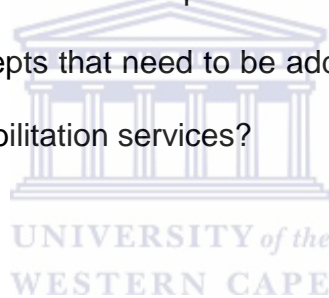 epts that need to be add
bilitation services?
UNIVERSITY of the
WESTERN CAPE